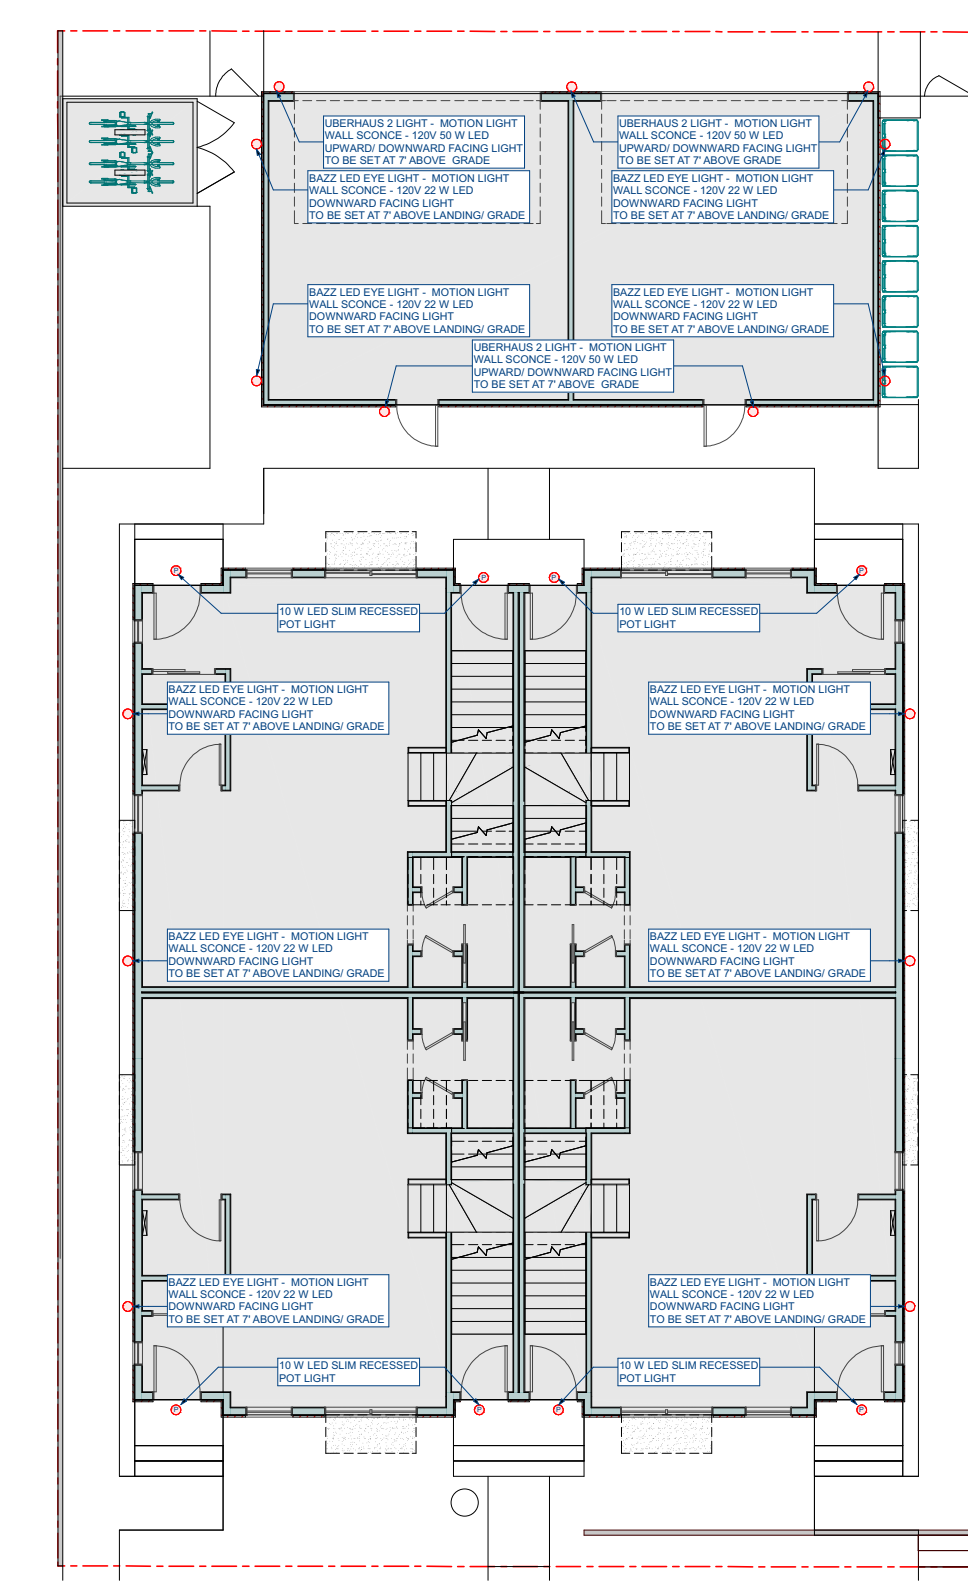 UBERHAUS 2 LIGHT - MOTION LIGHT
WALL SCONCE - 120V 50 W LED
UPWARD/ DOWNWARD FACING LIGHT
TO BE SET AT 7' ABOVE GRADE
UBERHAUS 2 LIGHT - MOTION LIGHT
WALL SCONCE - 120V 50 W LED
UPWARD/ DOWNWARD FACING LIGHT
TO BE SET AT 7' ABOVE GRADE
BAZZ LED EYE LIGHT - MOTION LIGHT
WALL SCONCE - 120V 22 W LED
DOWNWARD FACING LIGHT
TO BE SET AT 7' ABOVE LANDING/ GRADE
BAZZ LED EYE LIGHT - MOTION LIGHT
WALL SCONCE - 120V 22 W LED
DOWNWARD FACING LIGHT
TO BE SET AT 7' ABOVE LANDING/ GRADE
BAZZ LED EYE LIGHT - MOTION LIGHT
WALL SCONCE - 120V 22 W LED
DOWNWARD FACING LIGHT
TO BE SET AT 7' ABOVE LANDING/ GRADE
BAZZ LED EYE LIGHT - MOTION LIGHT
WALL SCONCE - 120V 22 W LED
DOWNWARD FACING LIGHT
TO BE SET AT 7' ABOVE LANDING/ GRADE
UBERHAUS 2 LIGHT - MOTION LIGHT
WALL SCONCE - 120V 50 W LED
UPWARD/ DOWNWARD FACING LIGHT
TO BE SET AT 7' ABOVE GRADE
P
P
P
P
10 W LED SLIM RECESSED
POT LIGHT
10 W LED SLIM RECESSED
POT LIGHT
BAZZ LED EYE LIGHT - MOTION LIGHT
WALL SCONCE - 120V 22 W LED
DOWNWARD FACING LIGHT
TO BE SET AT 7' ABOVE LANDING/ GRADE
BAZZ LED EYE LIGHT - MOTION LIGHT
WALL SCONCE - 120V 22 W LED
DOWNWARD FACING LIGHT
TO BE SET AT 7' ABOVE LANDING/ GRADE
BAZZ LED EYE LIGHT - MOTION LIGHT
WALL SCONCE - 120V 22 W LED
DOWNWARD FACING LIGHT
TO BE SET AT 7' ABOVE LANDING/ GRADE
BAZZ LED EYE LIGHT - MOTION LIGHT
WALL SCONCE - 120V 22 W LED
DOWNWARD FACING LIGHT
TO BE SET AT 7' ABOVE LANDING/ GRADE
BAZZ LED EYE LIGHT - MOTION LIGHT
WALL SCONCE - 120V 22 W LED
DOWNWARD FACING LIGHT
TO BE SET AT 7' ABOVE LANDING/ GRADE
BAZZ LED EYE LIGHT - MOTION LIGHT
WALL SCONCE - 120V 22 W LED
DOWNWARD FACING LIGHT
TO BE SET AT 7' ABOVE LANDING/ GRADE
10 W LED SLIM RECESSED
POT LIGHT
10 W LED SLIM RECESSED
POT LIGHT
P
P
P
P